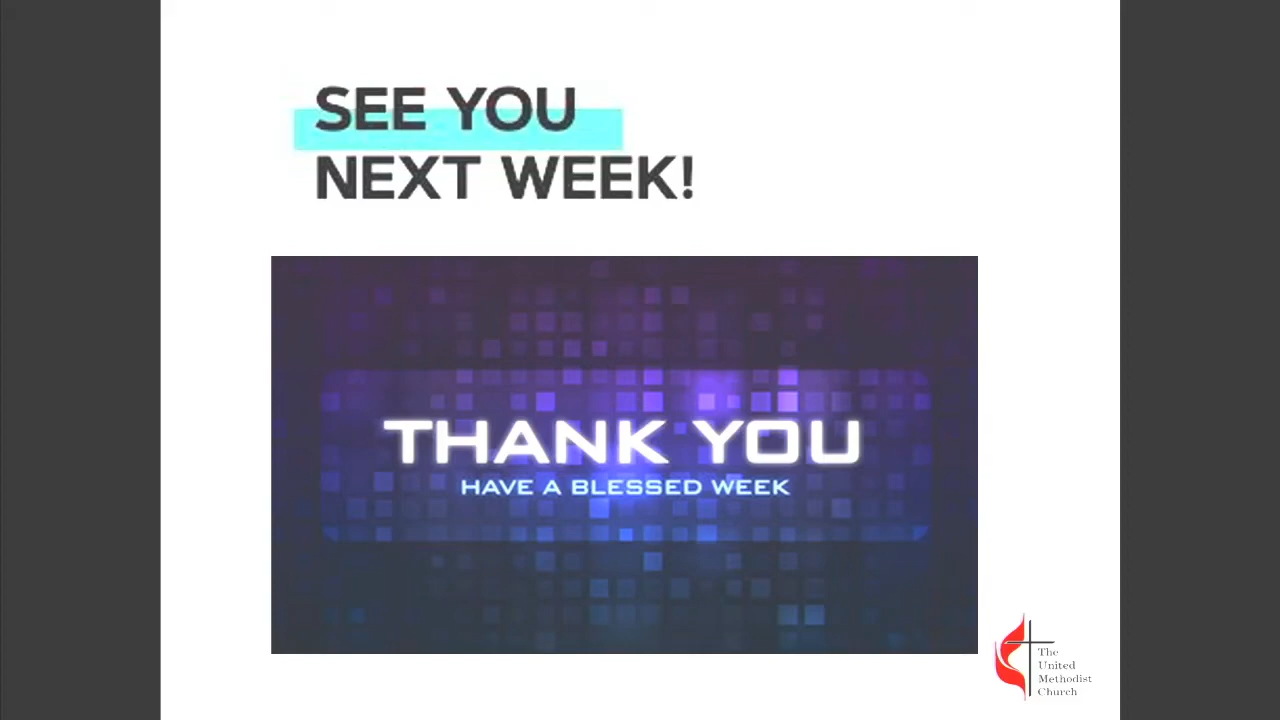 SEE YOU
NEXT WEEK!
THANK YOU
HAVE A BLESSED WEEK
The
United
Methodist
Church